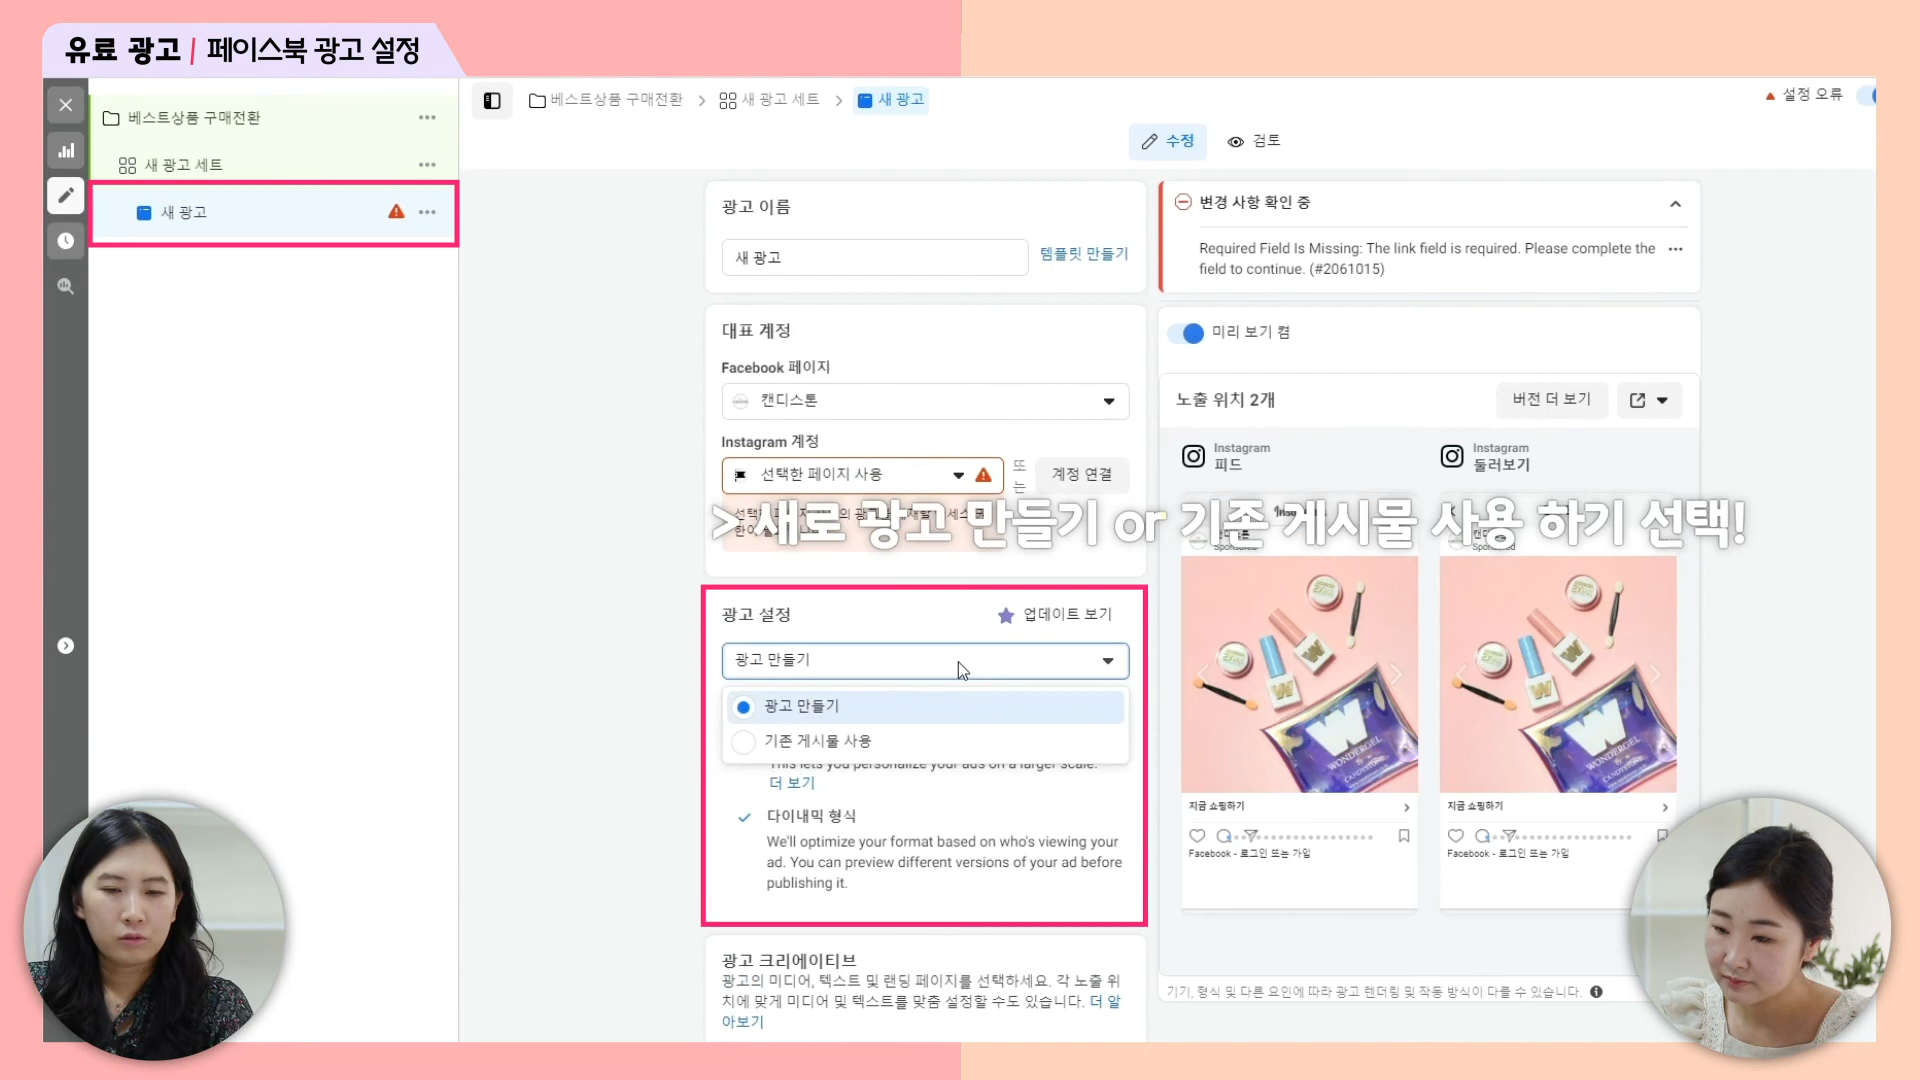 유료 광고 | 페이스북 광고 설정
베스트상품 구매전환
새 광고 세트
새 광고
베스트상품 구매전환 > 새 광고 세트 > 새 광고
설정 오류
수정
검토
광고 이름
새 광고
템플릿 만들기
대표 계정
Facebook 페이지
캔디스톤
Instagram 계정
선택한 페이지 사용
또는
계정 연결
>새로 광고 만들기 or 기존 게시물 사용 하기 선택!
광고 설정
업데이트 보기
광고 만들기
광고 만들기
기존 게시물 사용
This lets you personalize your ads on a larger scale.
더 보기
다이내믹 형식
We'll optimize your format based on who's viewing your
ad. You can preview different versions of your ad before
publishing it.
광고 크리에이티브
광고의 미디어, 텍스트 및 랜딩 페이지를 선택하세요. 각 노출 위
치에 맞게 미디어 및 텍스트를 맞춤 설정할 수도 있습니다. 더 알
아보기
변경 사항 확인 중
Required Field Is Missing: The link field is required. Please complete the
field to continue. (#2061015)
미리 보기 켬
노출 위치 2개
버전 더 보기
Instagram
피드
Instagram
둘러보기
Sponsored
Sponsored
W
W
WONDERGEL
By
CANDYSTONE
W
W
WONDERGEL
By
CANDYSTONE
지금 쇼핑하기
지금 쇼핑하기
Facebook - 로그인 또는 가입
Facebook - 로그인 또는 가입
기기, 형식 및 다른 요인에 따라 광고 렌더링 및 작동 방식이 다를 수 있습니다.